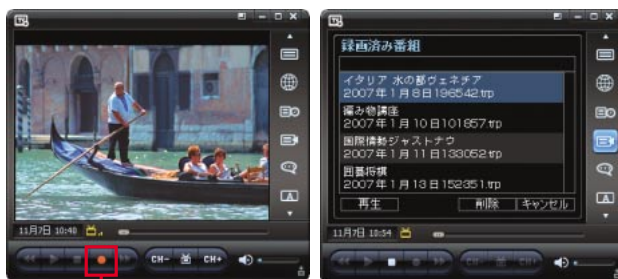 11月7日 10:40
CH- CH+
録画済み番組
イタリア 水の都ヴェネチア
2007年1月8日196542.trp
編み物講座
2007年1月10日101857.trp
国際情勢ジャストナウ
2007年1月11日133052.trp
囲碁将棋
2007年1月13日152351.trp
再生 削除 キャンセル
11月7日 10:54
CH- CH+
A
A